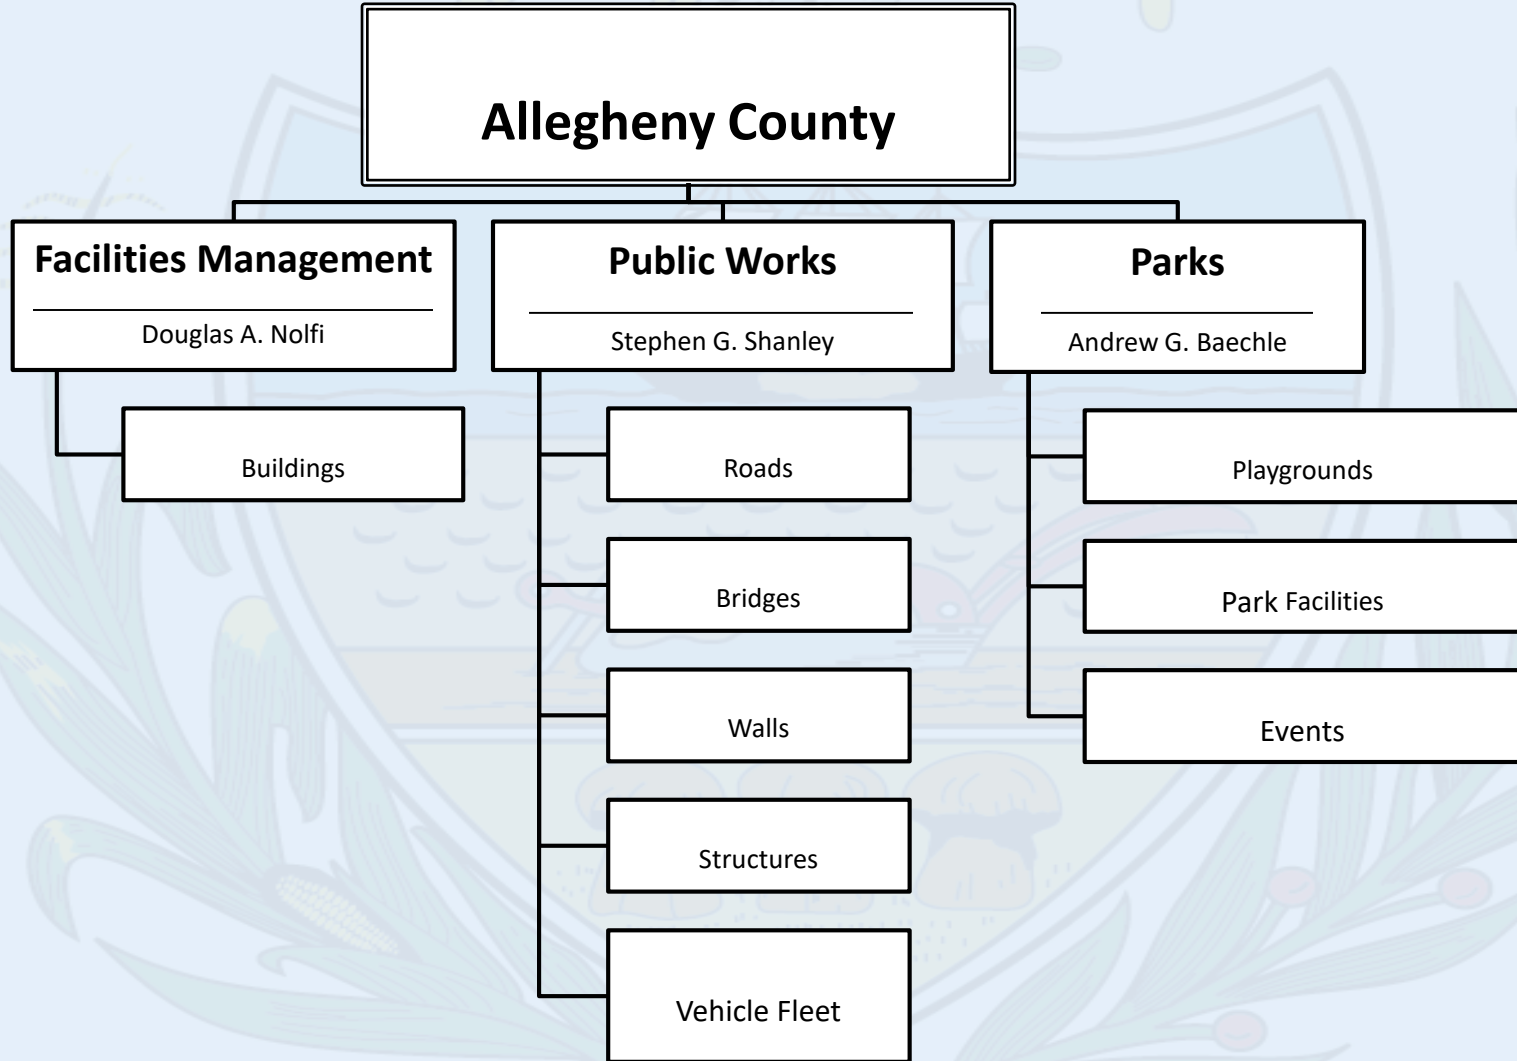 Allegheny County
Facilities Management
Douglas A. Nolfi
Buildings
Public Works
Stephen G. Shanley
Roads
Bridges
Walls
Structures
Vehicle Fleet
Parks
Andrew G. Baechle
Playgrounds
Park Facilities
Events